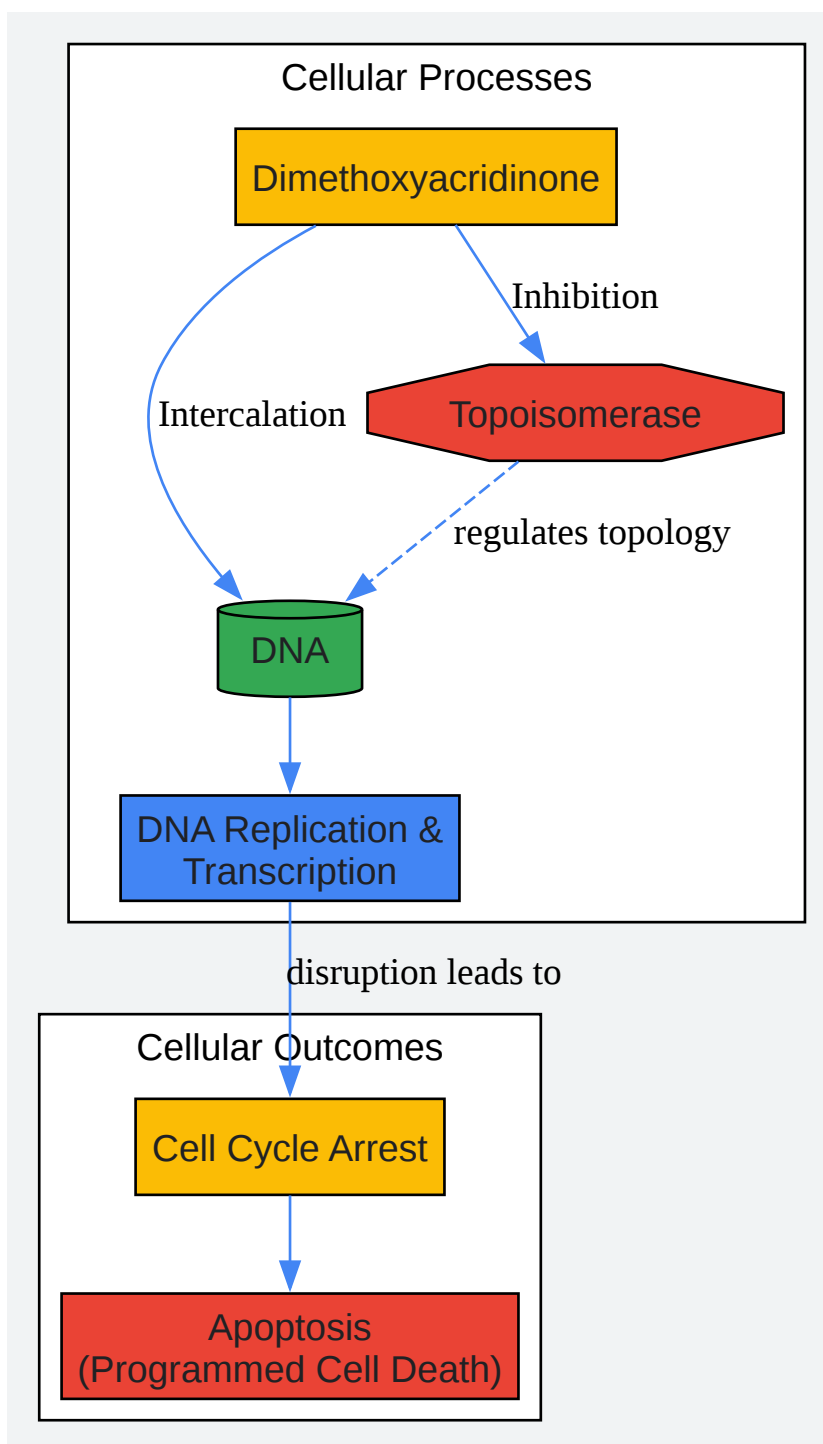 Cellular Processes
Dimethoxyacridinone
Inhibition
Intercalation
Topoisomerase
regulates topology
DNA
DNA Replication &
Transcription
disruption leads to
Cellular Outcomes
Cell Cycle Arrest
Apoptosis
(Programmed Cell Death)